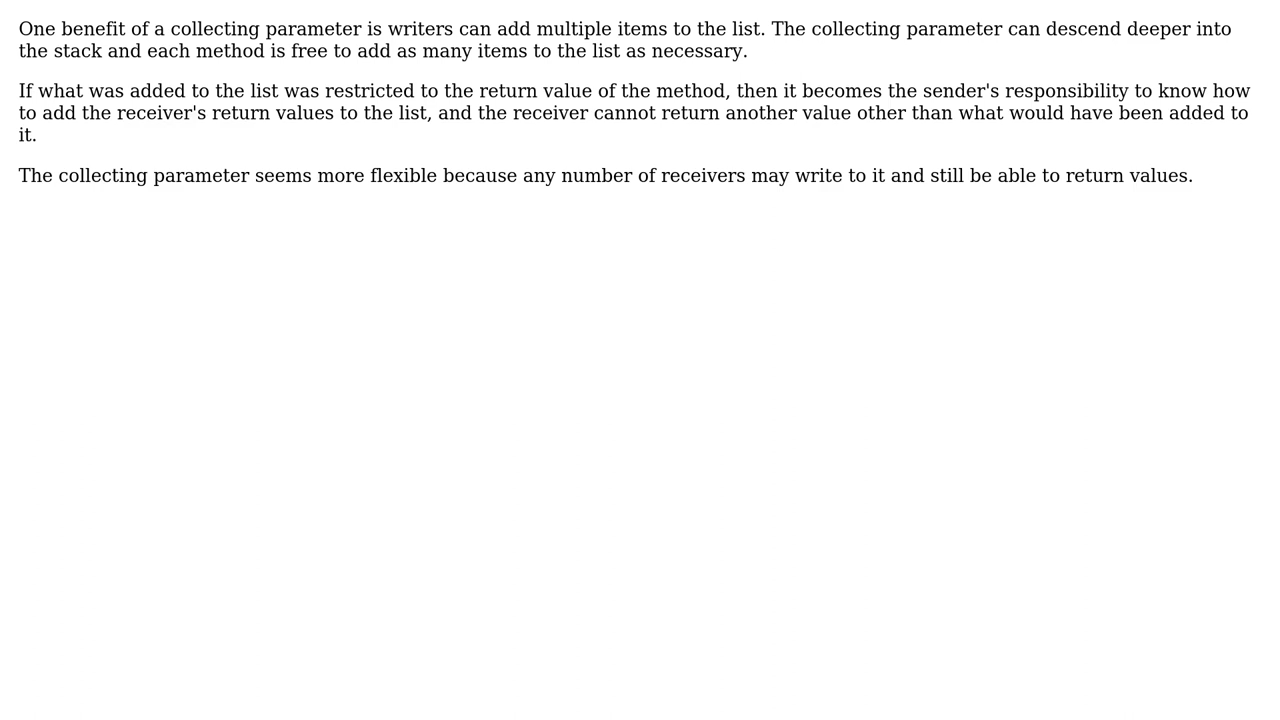 One benefit of a collecting parameter is writers can add multiple items to the list. The collecting parameter can descend deeper into
the stack and each method is free to add as many items to the list as necessary.
If what was added to the list was restricted to the return value of the method, then it becomes the sender's responsibility to know how
to add the receiver's return values to the list, and the receiver cannot return another value other than what would have been added to
it.
The collecting parameter seems more flexible because any number of receivers may write to it and still be able to return values.